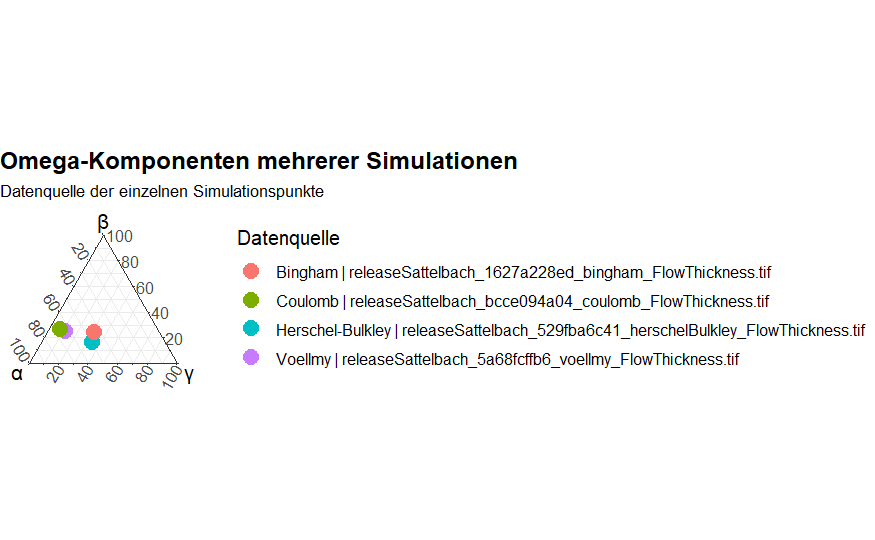 Omega-Komponenten mehrerer Simulationen
Datenquelle der einzelnen Simulationspunkte
β
100
20
80
40
60
60
40
80
20
100
α
20
40
60
80
100
γ
Datenquelle
Bingham | releaseSattelbach_1627a228ed_bingham_FlowThickness.tif
Coulomb | releaseSattelbach_bcce094a04_coulomb_FlowThickness.tif
Herschel-Bulkley | releaseSattelbach_529fba6c41_herschelBulkley_FlowThickness.tif
Voellmy | releaseSattelbach_5a68fcffb6_voellmy_FlowThickness.tif